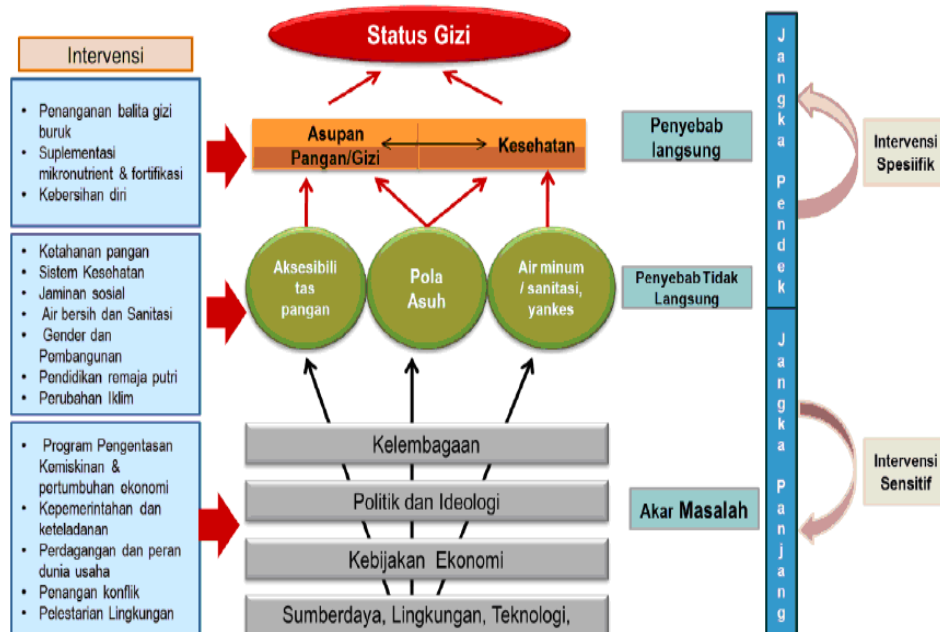 Status Gizi
Intervensi
• Penanganan balita gizi
buruk
• Suplementasi
mikronutrient & fortifikasi
• Kebersihan diri
Asupan
Pangan/Gizi
Kesehatan
Penyebab
langsung
• Ketahanan pangan
• Sistem Kesehatan
• Jaminan sosial
• Air bersih dan Sanitasi
• Gender dan
Pembangunan
• Pendidikan remaja putri
• Perubahan Iklim
Aksesibili
tas
pangan
Pola
Asuh
Air minum
/ sanitasi,
yankes
Penyebab Tidak
Langsung
• Program Pengentasan
Kemiskinan &
pertumbuhan ekonomi
• Kepemerintahan dan
keteladanan
• Perdagangan dan peran
dunia usaha
• Penangan konflik
• Pelestarian Lingkungan
Kelembagaan
Politik dan Ideologi
Kebijakan Ekonomi
Sumberdaya, Lingkungan, Teknologi,
Akar Masalah
Jangka Pendek
Jangka Panjang
Intervensi
Spesiifik
Intervensi
Sensitif